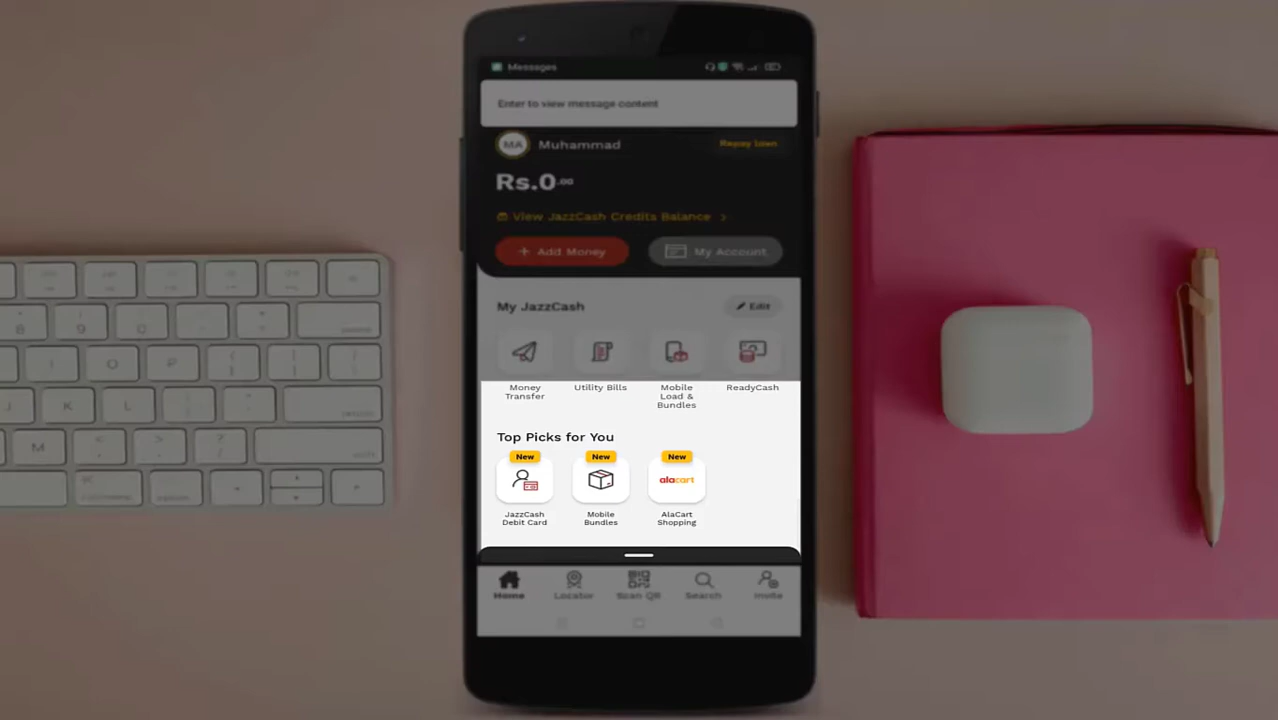 Messages
Enter to view message content
MA
Muhammad
Repay loan
Rs.0.00
View JazzCash Credits Balance >
+ Add Money
My Account
My JazzCash
Edit
Money Transfer
Utility Bills
Mobile Load & Bundles
ReadyCash
Top Picks for You
New
New
New
alacart
JazzCash Debit Card
Mobile Bundles
AlaCart Shopping
Home
Locator
Scan QR
Search
Invite